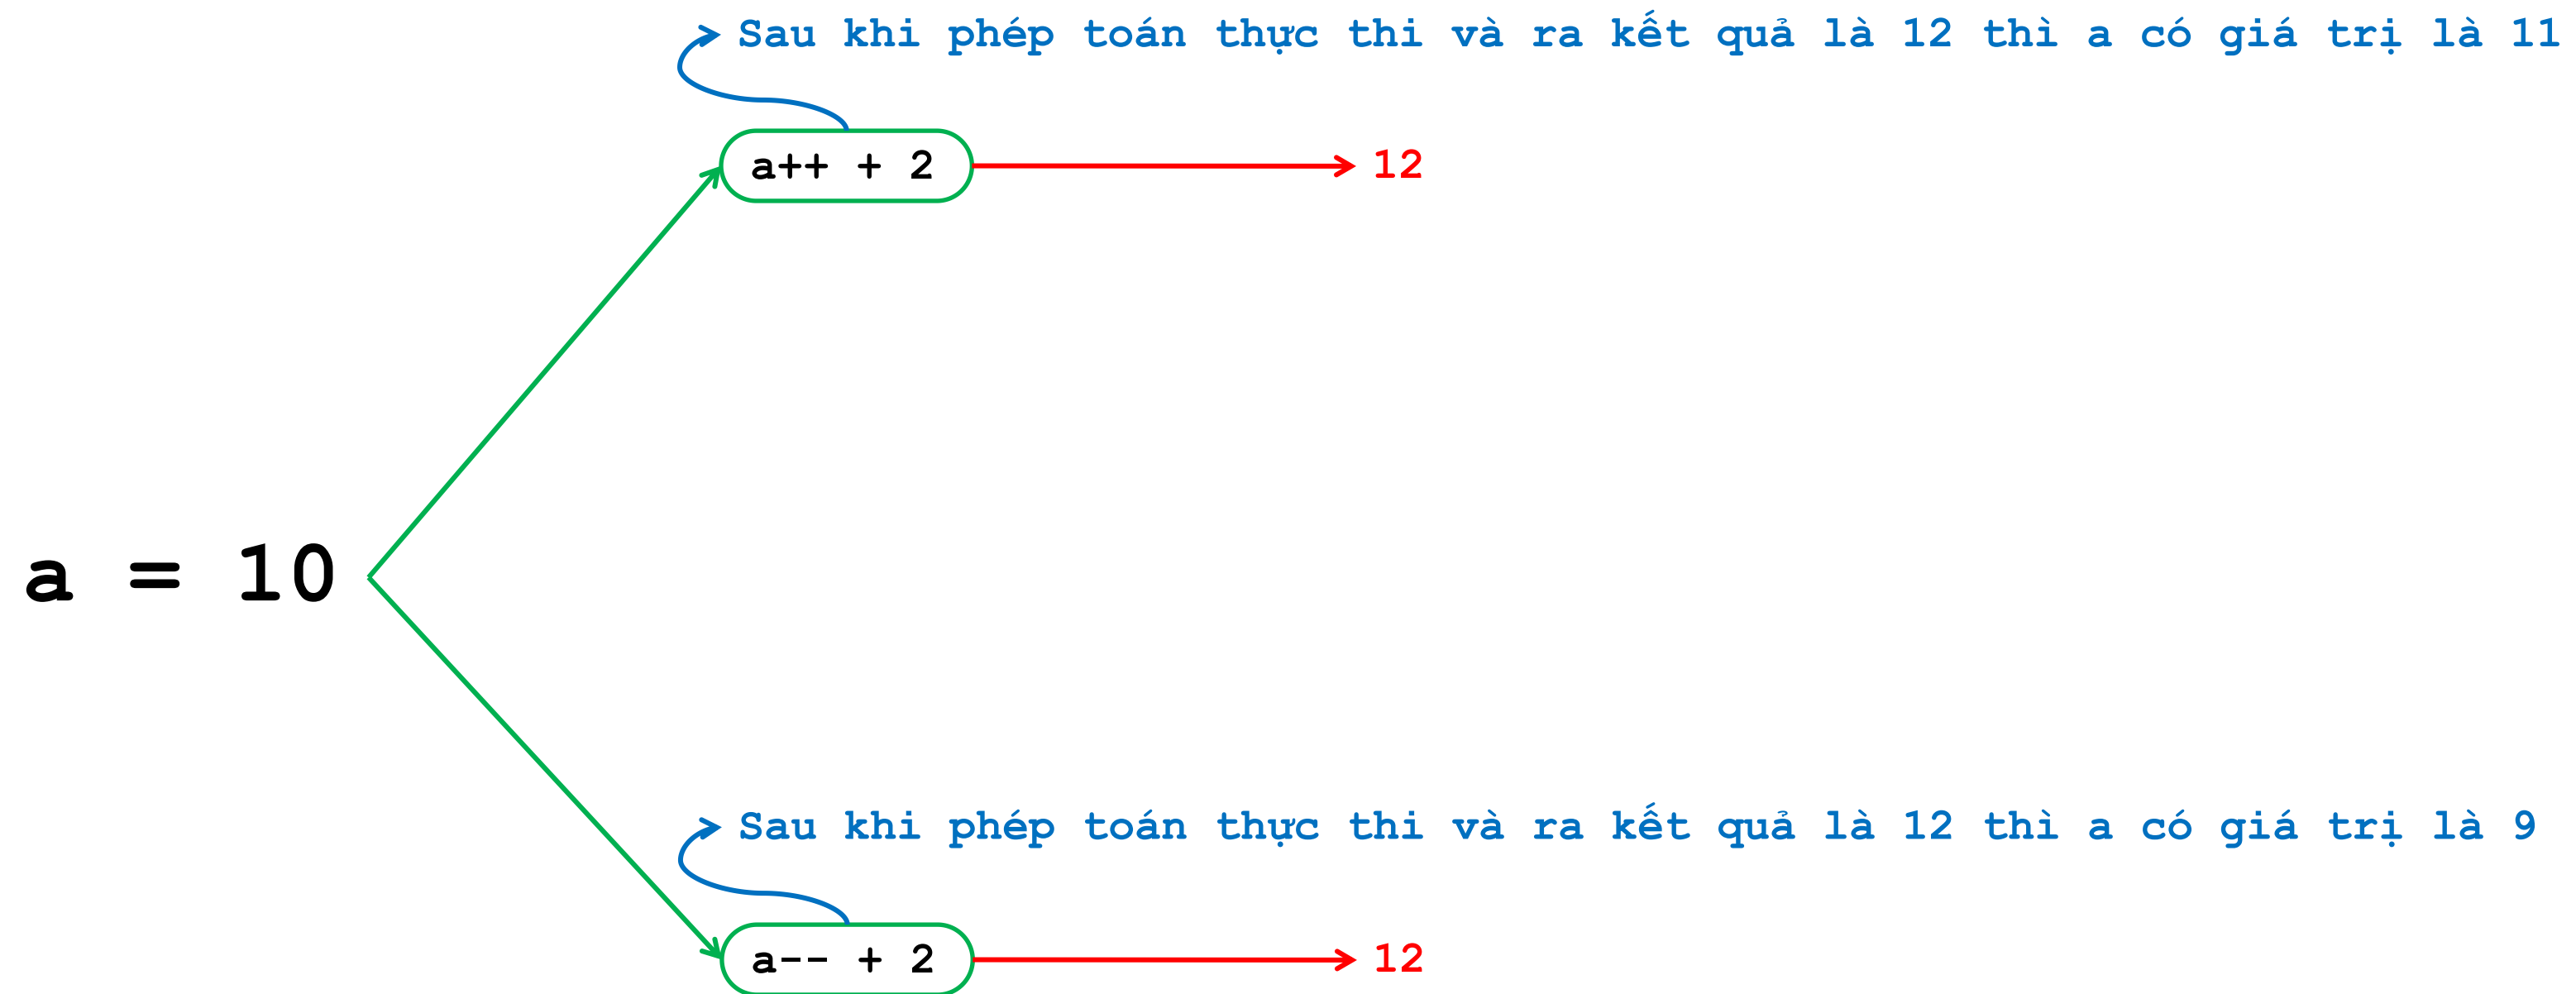 Sau khi phép toán thực thi và ra kết quả là 12 thì a có giá trị là 11
a++ + 2
12
a = 10
Sau khi phép toán thực thi và ra kết quả là 12 thì a có giá trị là 9
a-- + 2
12